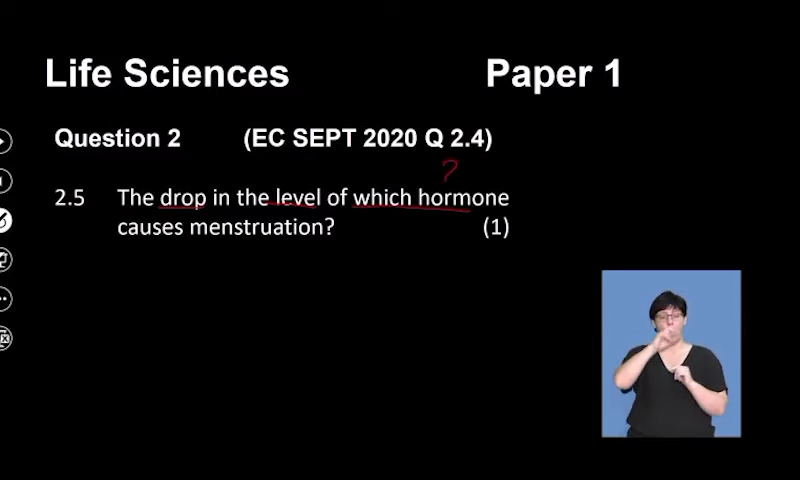 Life Sciences Paper 1
Question 2 (EC SEPT 2020 Q 2.4)
?
2.5 The drop in the level of which hormone
causes menstruation? (1)